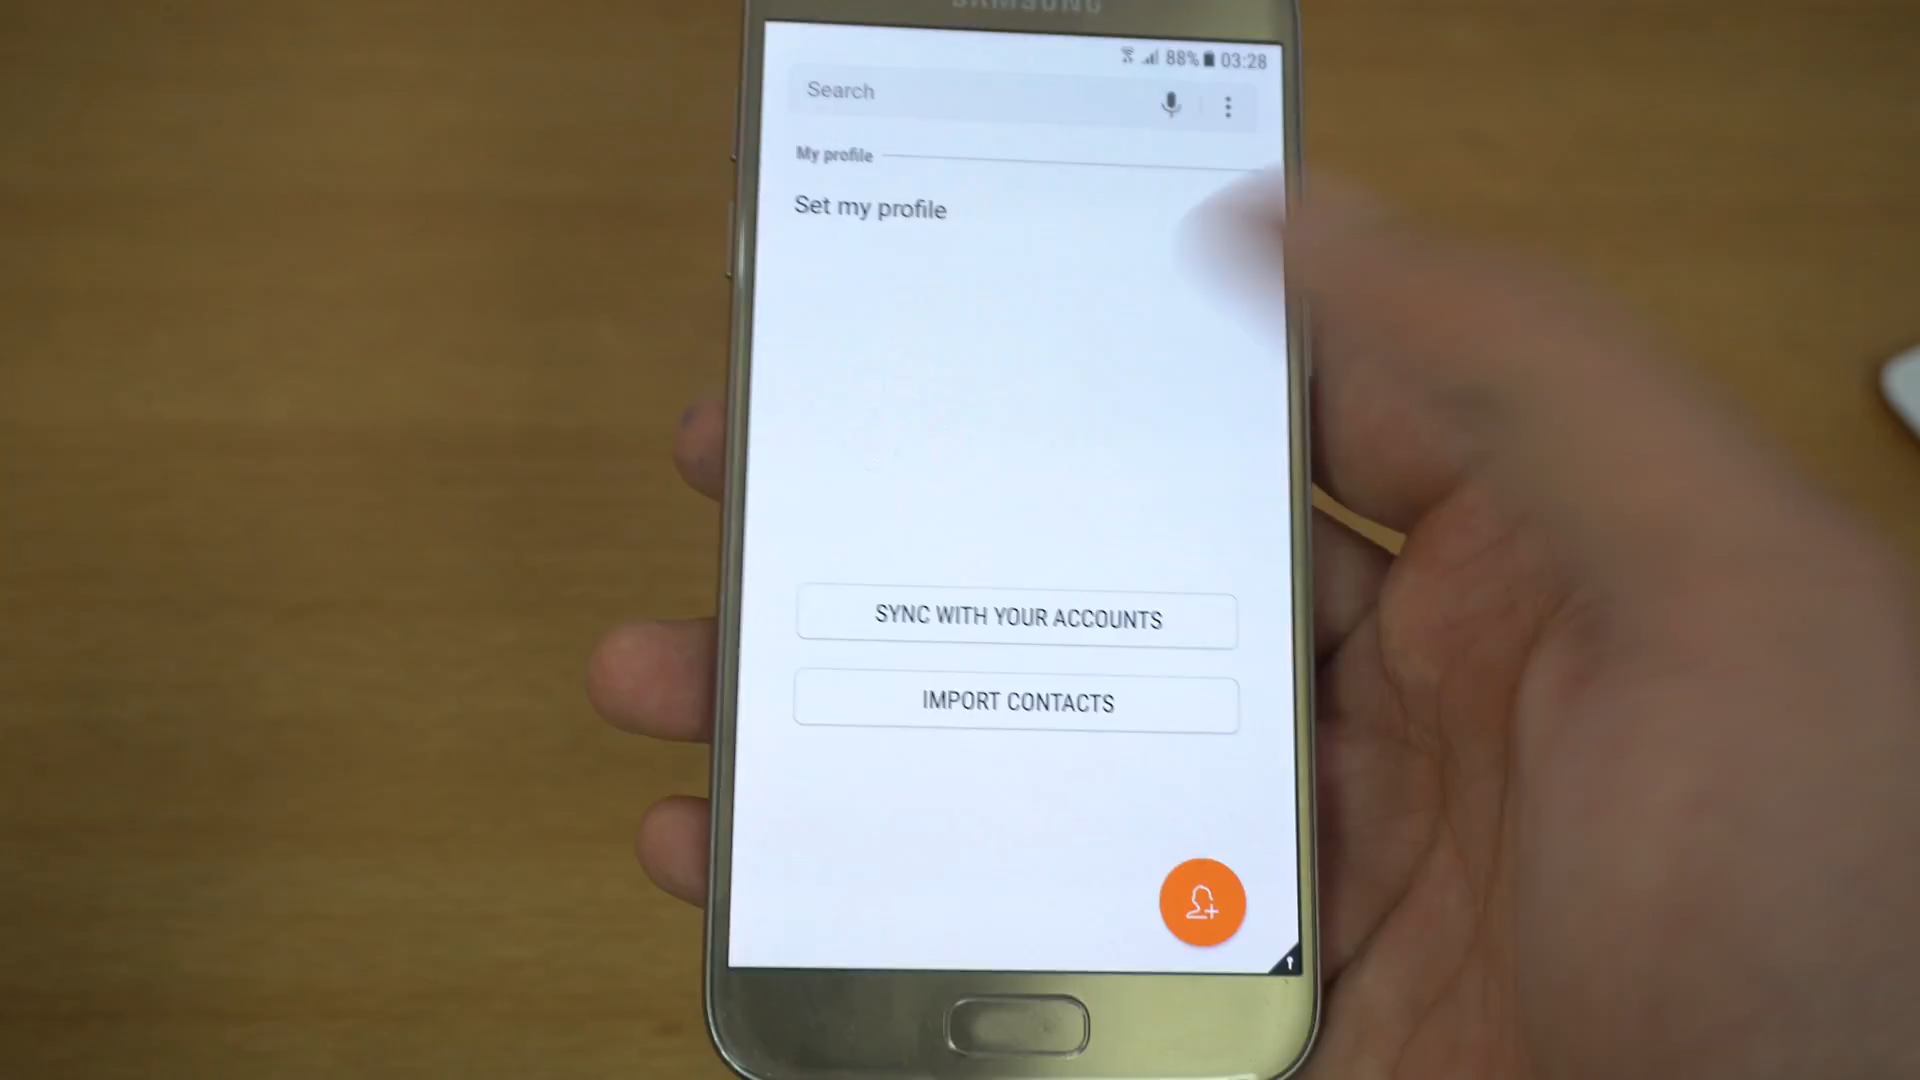 SAMSUNG
88% 03:28
Search
My profile
Set my profile
SYNC WITH YOUR ACCOUNTS
IMPORT CONTACTS